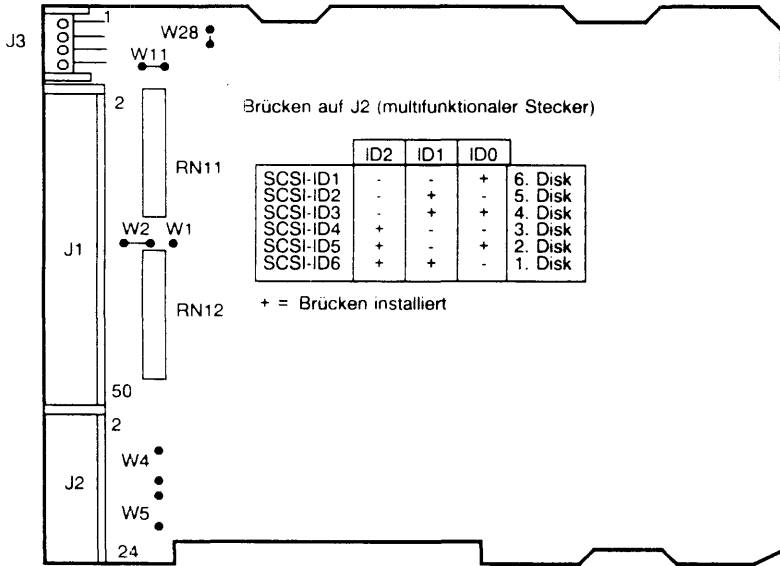 1
J3
W28
W11
2
Brücken auf J2 (multifunktionaler Stecker)
RN11
ID2 ID1 ID0
SCSI-ID1 - - + 6. Disk
SCSI-ID2 - + - 5. Disk
SCSI-ID3 - + + 4. Disk
SCSI-ID4 + - - 3. Disk
SCSI-ID5 + - + 2. Disk
SCSI-ID6 + + - 1. Disk
J1
W2 W1
RN12
+ = Brücken installiert
50
2
W4
J2
W5
24